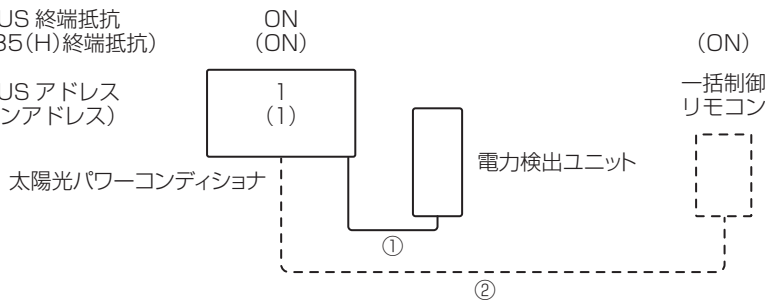 US 終端抵抗
ON
85(H)終端抵抗)
(ON)
(ON)
US アドレス
1
一括制御
ンアドレス)
(1)
リモコン
電力検出ユニット
太陽光パワーコンディショナ
①
②